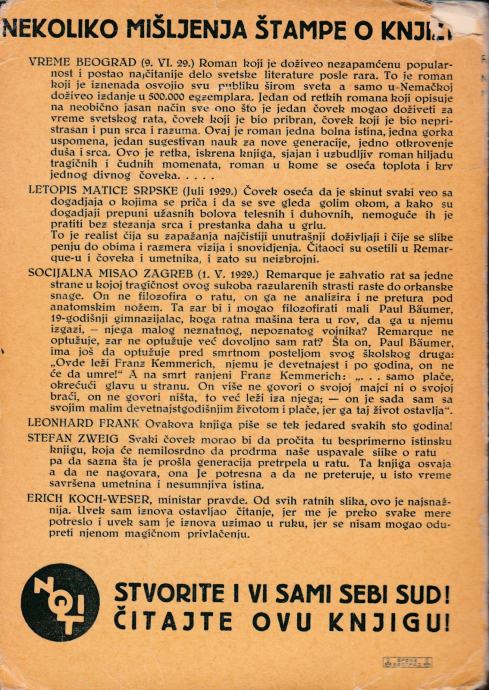 NEKOLIKO MIŠLJENJA ŠTAMPE O KNJIZI
VREME BEOGRAD (9. VI. 29.) Roman koji je doživeo nezapamćenu popular-
nost i postao najčitanije delo svetske literature posle rara. To je roman
koji je iznenada osvojio svu publiku širom sveta a samo u Nemačkoj
doživeo izdanje u 500.000 egzemplara. Jedan od retkih romana koji opisuje
na neobično jasan način sve ono što je jedan čovek mogao doživeti za
vreme svetskog rata, čovek koji je bio pribran, čovek koji je bio nepri-
strasan i pun srca i razuma. Ovaj je roman jedna bolna istina, jedna gorka
uspomena, jedan sugestivan nauk za nove generacije, jedno otkrovenje
duša i srca. Ovo je retka, iskrena knjiga, sjajan i uzbudljiv roman hiljadu
tragičnih i čudnih momenata, roman u kome se oseća toplota i krv
jednog divnog čoveka. . . . .
LETOPIS MATICE SRPSKE (Juli 1929.) Čovek oseća da je skinut svaki veo sa
dogadjaja o kojima se priča i da se sve gleda golim okom, a kako su
dogadjaji prepuni užasnih bolova telesnih i duhovnih, nemoguće ih je
pratiti bez stezanja srca i prestanka daha u grlu.
To je realist čija su zapažanja najčistiji unutrašnji doživljaji i čije se slike
penju do obima i razmera vizija i snovidjenja. Čitaoci su osetili u Remar-
que-u i čoveka i umetnika, i zato su neizbrojni.
SOCIJALNA MISAO ZAGREB (1. V. 1929.) Remarque je zahvatio rat sa jedne
strane u kojoj tragičnost ovog sukoba razularenih strasti raste do orkanske
snage. On ne filozofira o ratu, on ga ne analizira i ne pretura pod
anatomskim nožem. Ta zar bi i mogao filozofirati mali Paul Bäumer,
19-godišnji gimnazijalac, koga ratna mašina tera u rov, da ga u njemu
izgazi, — njega malog neznatnog, nepoznatog vojnika? Remarque ne
optužuje, zar ne optužuje već dovoljno sam rat? Šta on, Paul Bäumer,
ima još da optužuje pred smrtnom posteljom svog školskog druga:
„Ovde leži Franz Kemmerich, njemu je devetnajest i po godina, on ne
će da umre!" A na smrt ranjeni Franz Kemmerich: „. . . samo plače,
okrećući glavu u stranu. On više ne govori o svojoj majci ni o svojoj
braći, on ne govori ništa, to već leži iza njega; — on je sada sam sa
svojim malim devetnajstgodišnjim životom i plače, jer ga taj život ostavlja".
LEONHARD FRANK Ovakova knjiga piše se tek jedared svakih sto godina!
STEFAN ZWEIG Svaki čovek morao bi da pročita tu besprimerno istinsku
knjigu, koja će nemilosrdno da prodrma naše uspavale slike o ratu
pa da sazna šta je prošla generacija pretrpela u ratu. Ta knjiga osvaja
a da ne nagovara, ona je potresna a da ne preteruje, u isto vreme
savršena umetnina i nesumnjiva istina.
ERICH KOCH-WESER, ministar pravde. Od svih ratnih slika, ovo je najsnaž-
nija. Uvek sam iznova ostavljao čitanje, jer me je preko svake mere
potreslo i uvek sam je iznova uzimao u ruku, jer se nisam mogao odu-
preti njenom magičnom privlačenju.
NOLIT
STVORITE I VI SAMI SEBI SUD!
ČITAJTE OVU KNJIGU!